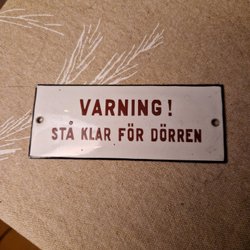 VARNING!
STÅ KLAR FÖR DÖRREN